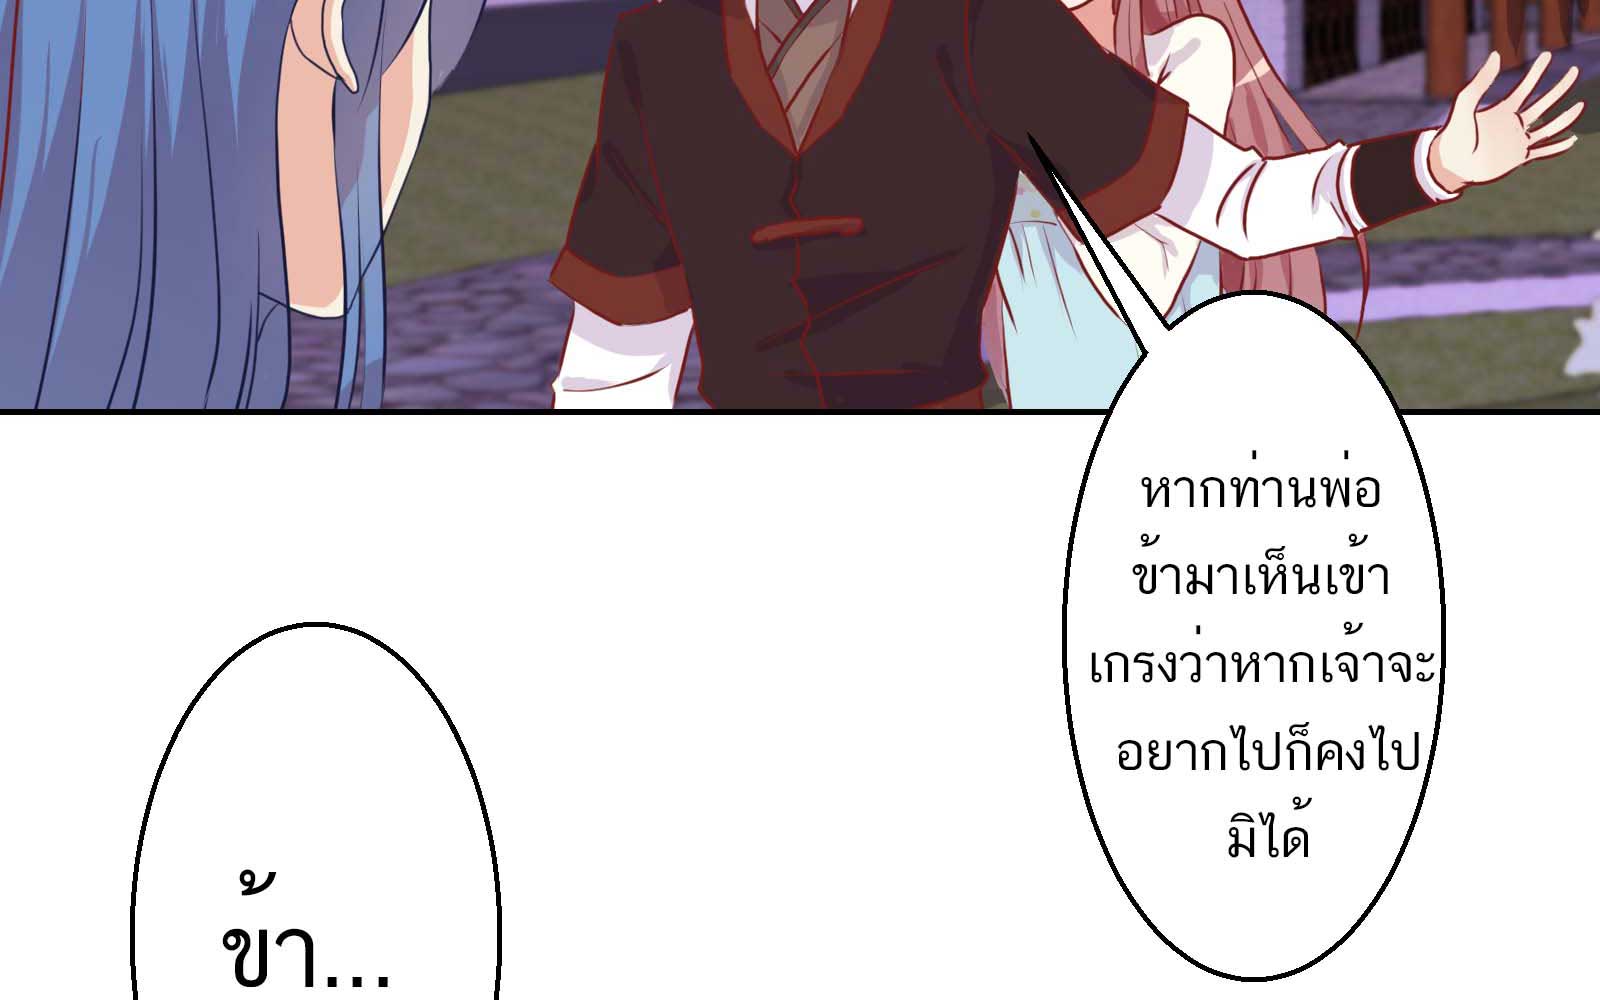 หากท่านพ่อ
ข้ามาเห็นเข้า
เกรงว่าหากเจ้าจะ
อยากไปก็คงไป
มิได้
ข้า...